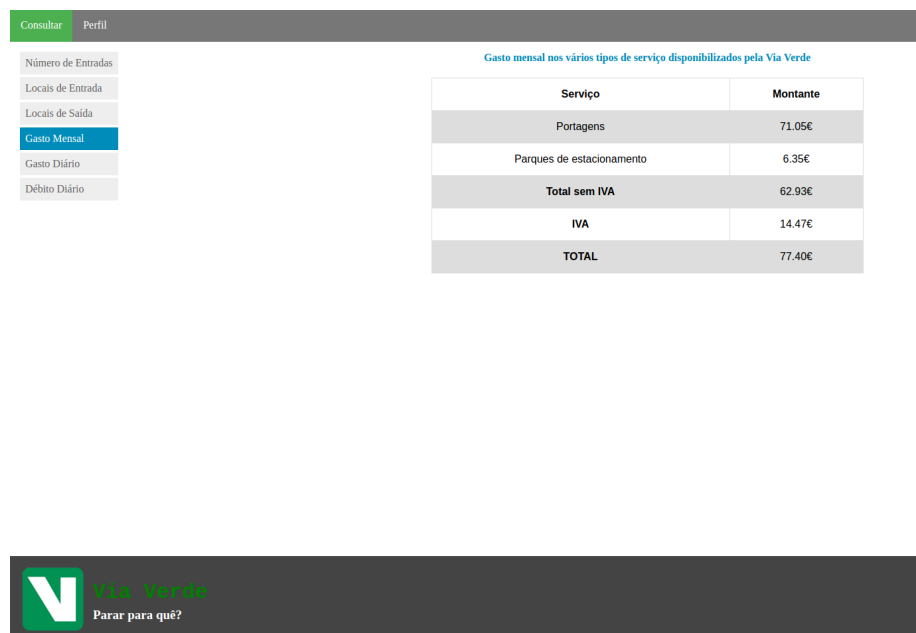 Consultar Perfil
Número de Entradas
Locais de Entrada
Locais de Saída
Gasto Mensal
Gasto Diário
Débito Diário
Gasto mensal nos vários tipos de serviço disponibilizados pela Via Verde
Serviço Montante
Portagens 71.05€
Parques de estacionamento 6.35€
Total sem IVA 62.93€
IVA 14.47€
TOTAL 77.40€
Via Verde
Parar para quê?